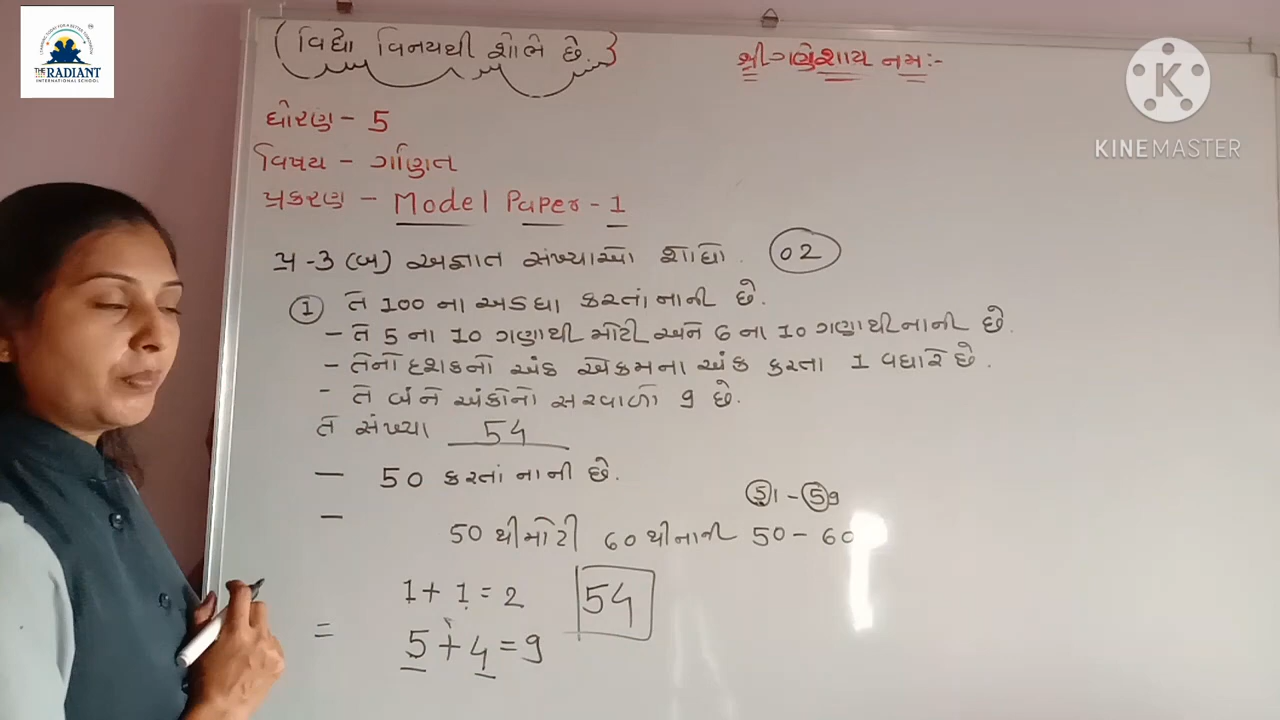 THE RADIANT
INTERNATIONAL SCHOOL
વિદ્યા વિનયથી શોભે છે.
શ્રી ગણેશાય નમઃ-
KINEMASTER
ધોરણ - 5
વિષય - ગણિત
પ્રકરણ - Model Paper - 1
પ્ર-3 (બ) અજ્ઞાત સંખ્યાઓ શોધો. 02
1 તે 100 ના અડધા કરતાં નાની છે.
- તે 5 ના 10 ગણાથી મોટી અને 6 ના 10 ગણાથી નાની છે.
- તેનો દશકનો અંક એકમના અંક કરતા 1 વધારે છે.
- તે બંને અંકોનો સરવાળો 9 છે.
તે સંખ્યા 54
- 50 કરતાં નાની છે.
51 - 59
- 50 થી મોટી 60 થી નાની 50 - 60
1 + 1 = 2 54
= 5 + 4 = 9